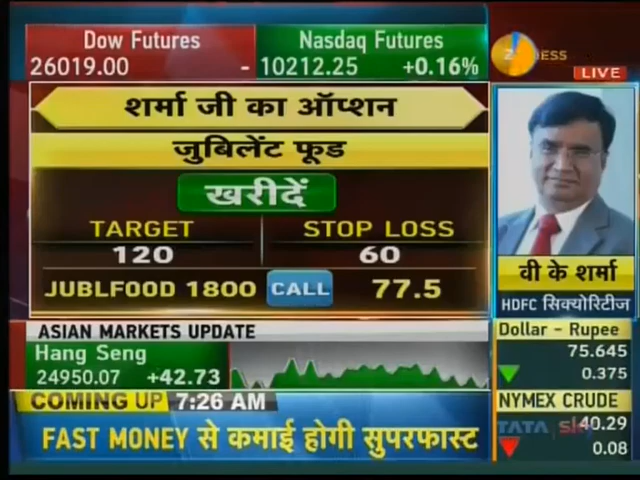 Dow Futures
26019.00 -
Nasdaq Futures
10212.25 +0.16%
LIVE
शर्मा जी का ऑप्शन
जुबिलेंट फूड
खरीदें
TARGET
120
STOP LOSS
60
JUBLFOOD 1800 CALL 77.5
वी के शर्मा
HDFC सिक्योरिटीज
ASIAN MARKETS UPDATE
Hang Seng
24950.07 +42.73
Dollar - Rupee
75.645
0.375
NYMEX CRUDE
40.29
0.08
TATA sky
COMING UP 7:26 AM
FAST MONEY से कमाई होगी सुपरफास्ट